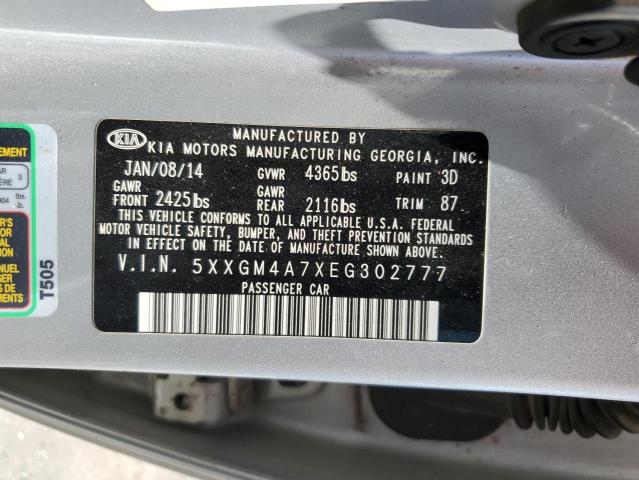 MANUFACTURED BY
KIA KIA MOTORS MANUFACTURING GEORGIA, INC.
JAN/08/14 GVWR 4365lbs PAINT 3D
GAWR FRONT 2425lbs GAWR REAR 2116lbs TRIM 87
THIS VEHICLE CONFORMS TO ALL APPLICABLE U.S.A. FEDERAL
MOTOR VEHICLE SAFETY, BUMPER, AND THEFT PREVENTION STANDARDS
IN EFFECT ON THE DATE OF MANUFACTURE SHOWN ABOVE.
V.I.N. 5XXGM4A7XEG302777
PASSENGER CAR
T505